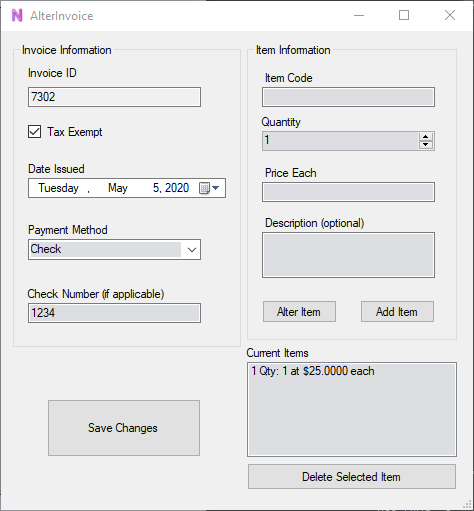 AlterInvoice
Invoice Information
Invoice ID
7302
Tax Exempt
Date Issued
Tuesday , May 5, 2020
Payment Method
Check
Check Number (if applicable)
1234
Save Changes
Item Information
Item Code
Quantity
1
Price Each
Description (optional)
Alter Item Add Item
Current Items
1 Qty: 1 at $25.0000 each
Delete Selected Item